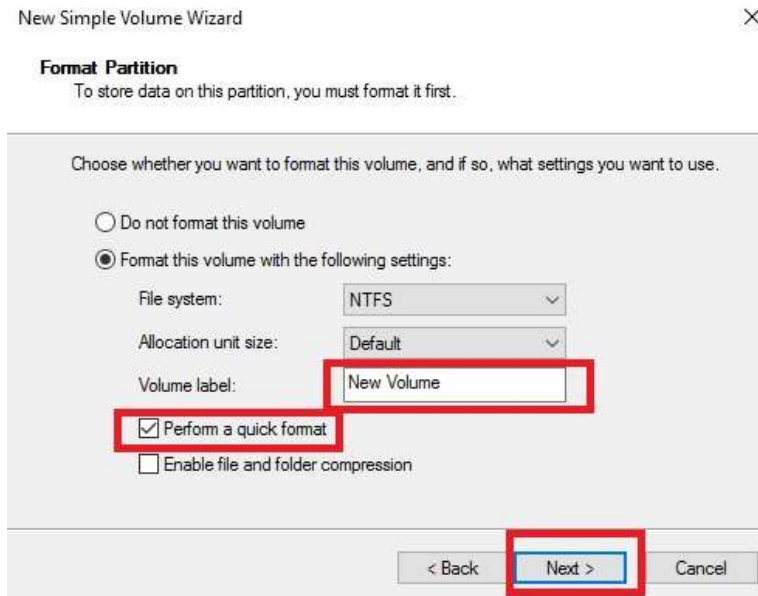 New Simple Volume Wizard
Format Partition
To store data on this partition, you must format it first.
Choose whether you want to format this volume, and if so, what settings you want to use.
Do not format this volume
Format this volume with the following settings:
File system: NTFS
Allocation unit size: Default
Volume label: New Volume
Perform a quick format
Enable file and folder compression
< Back Next > Cancel